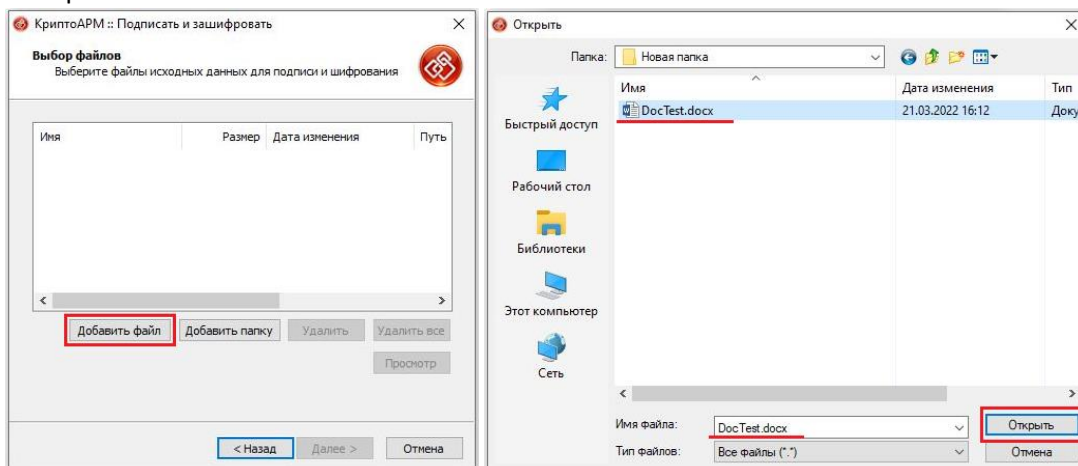 КриптоАРМ :: Подписать и зашифровать
Выбор файлов
Выберите файлы исходных данных для подписи и шифрования
Имя Размер Дата изменения Путь
Добавить файл Добавить папку Удалить Удалить все
Просмотр
< Назад Далее > Отмена
Открыть
Папка: Новая папка
Имя Дата изменения Тип
DocTest.docx 21.03.2022 16:12 Доку
Быстрый доступ
Рабочий стол
Библиотеки
Этот компьютер
Сеть
Имя файла: DocTest.docx Открыть
Тип файлов: Все файлы (*.*) Отмена